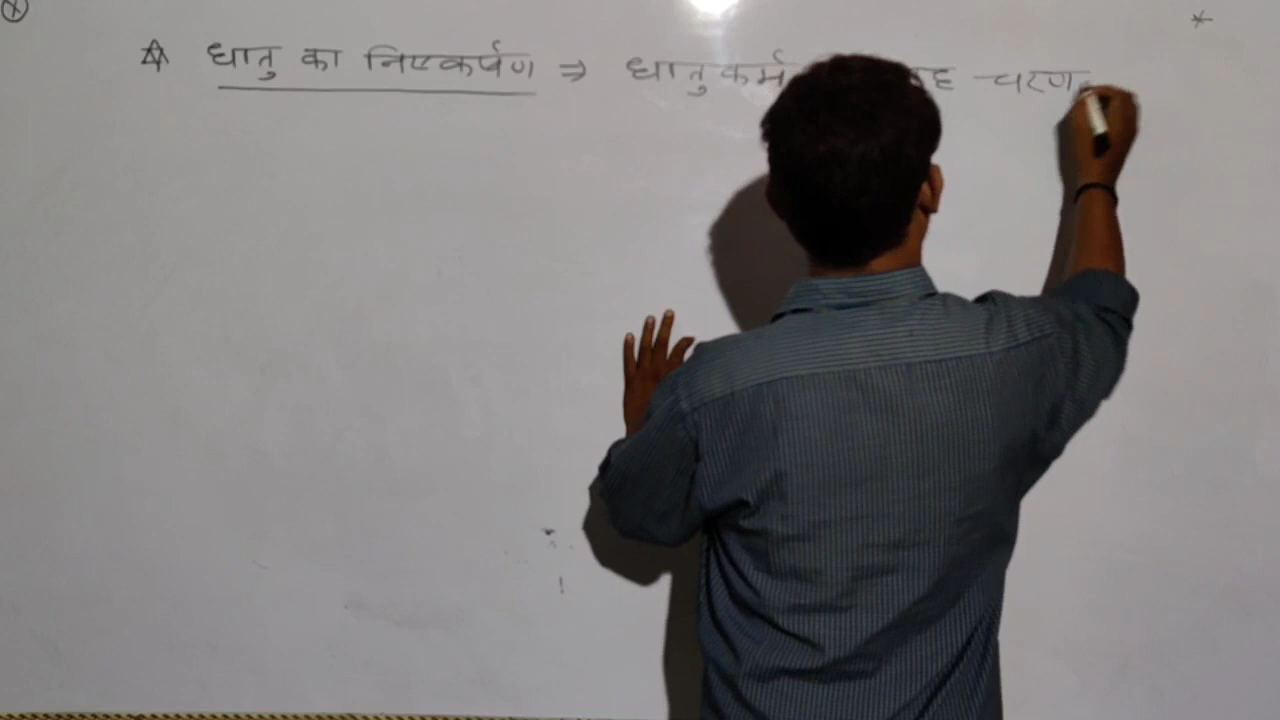 ☆ धातु का निष्कर्षण ⇒ धातुकर्म चरण